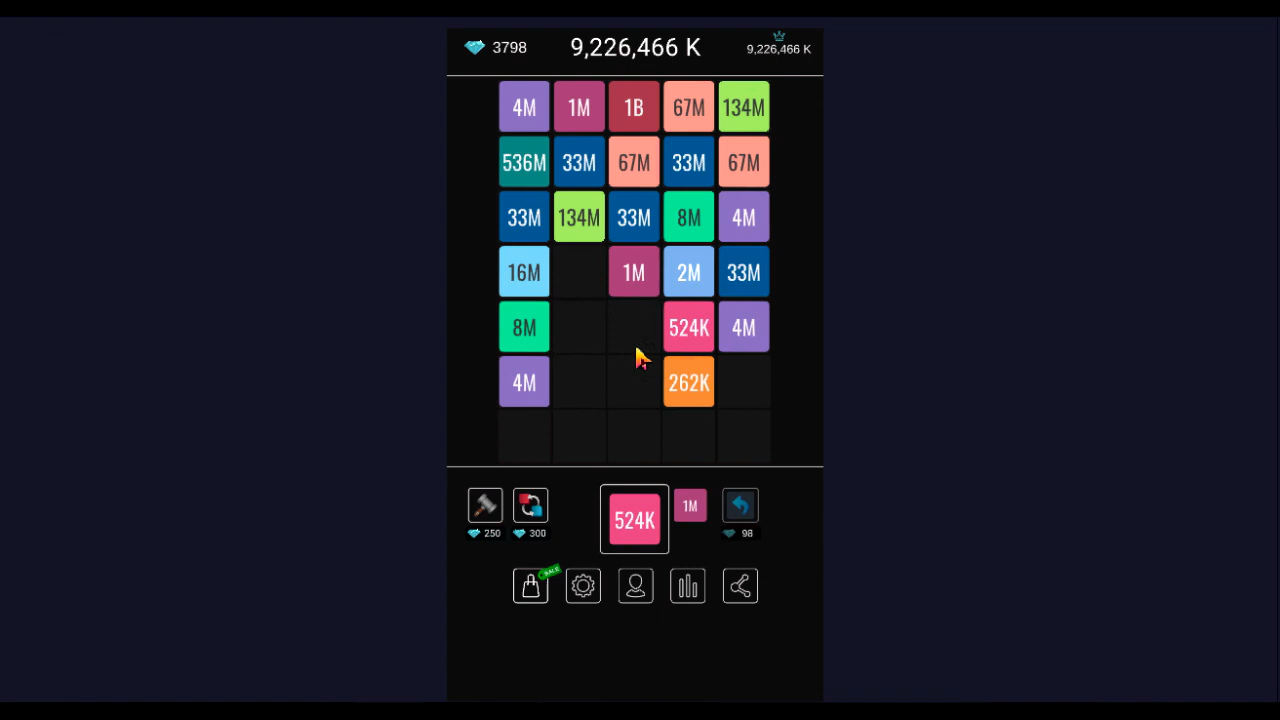 3798 9,226,466 K 9,226,466 K
4M 1M 1B 67M 134M
536M 33M 67M 33M 67M
33M 134M 33M 8M 4M
16M 1M 2M 33M
8M 524K 4M
4M 262K
524K 1M
250 300 98
SALE